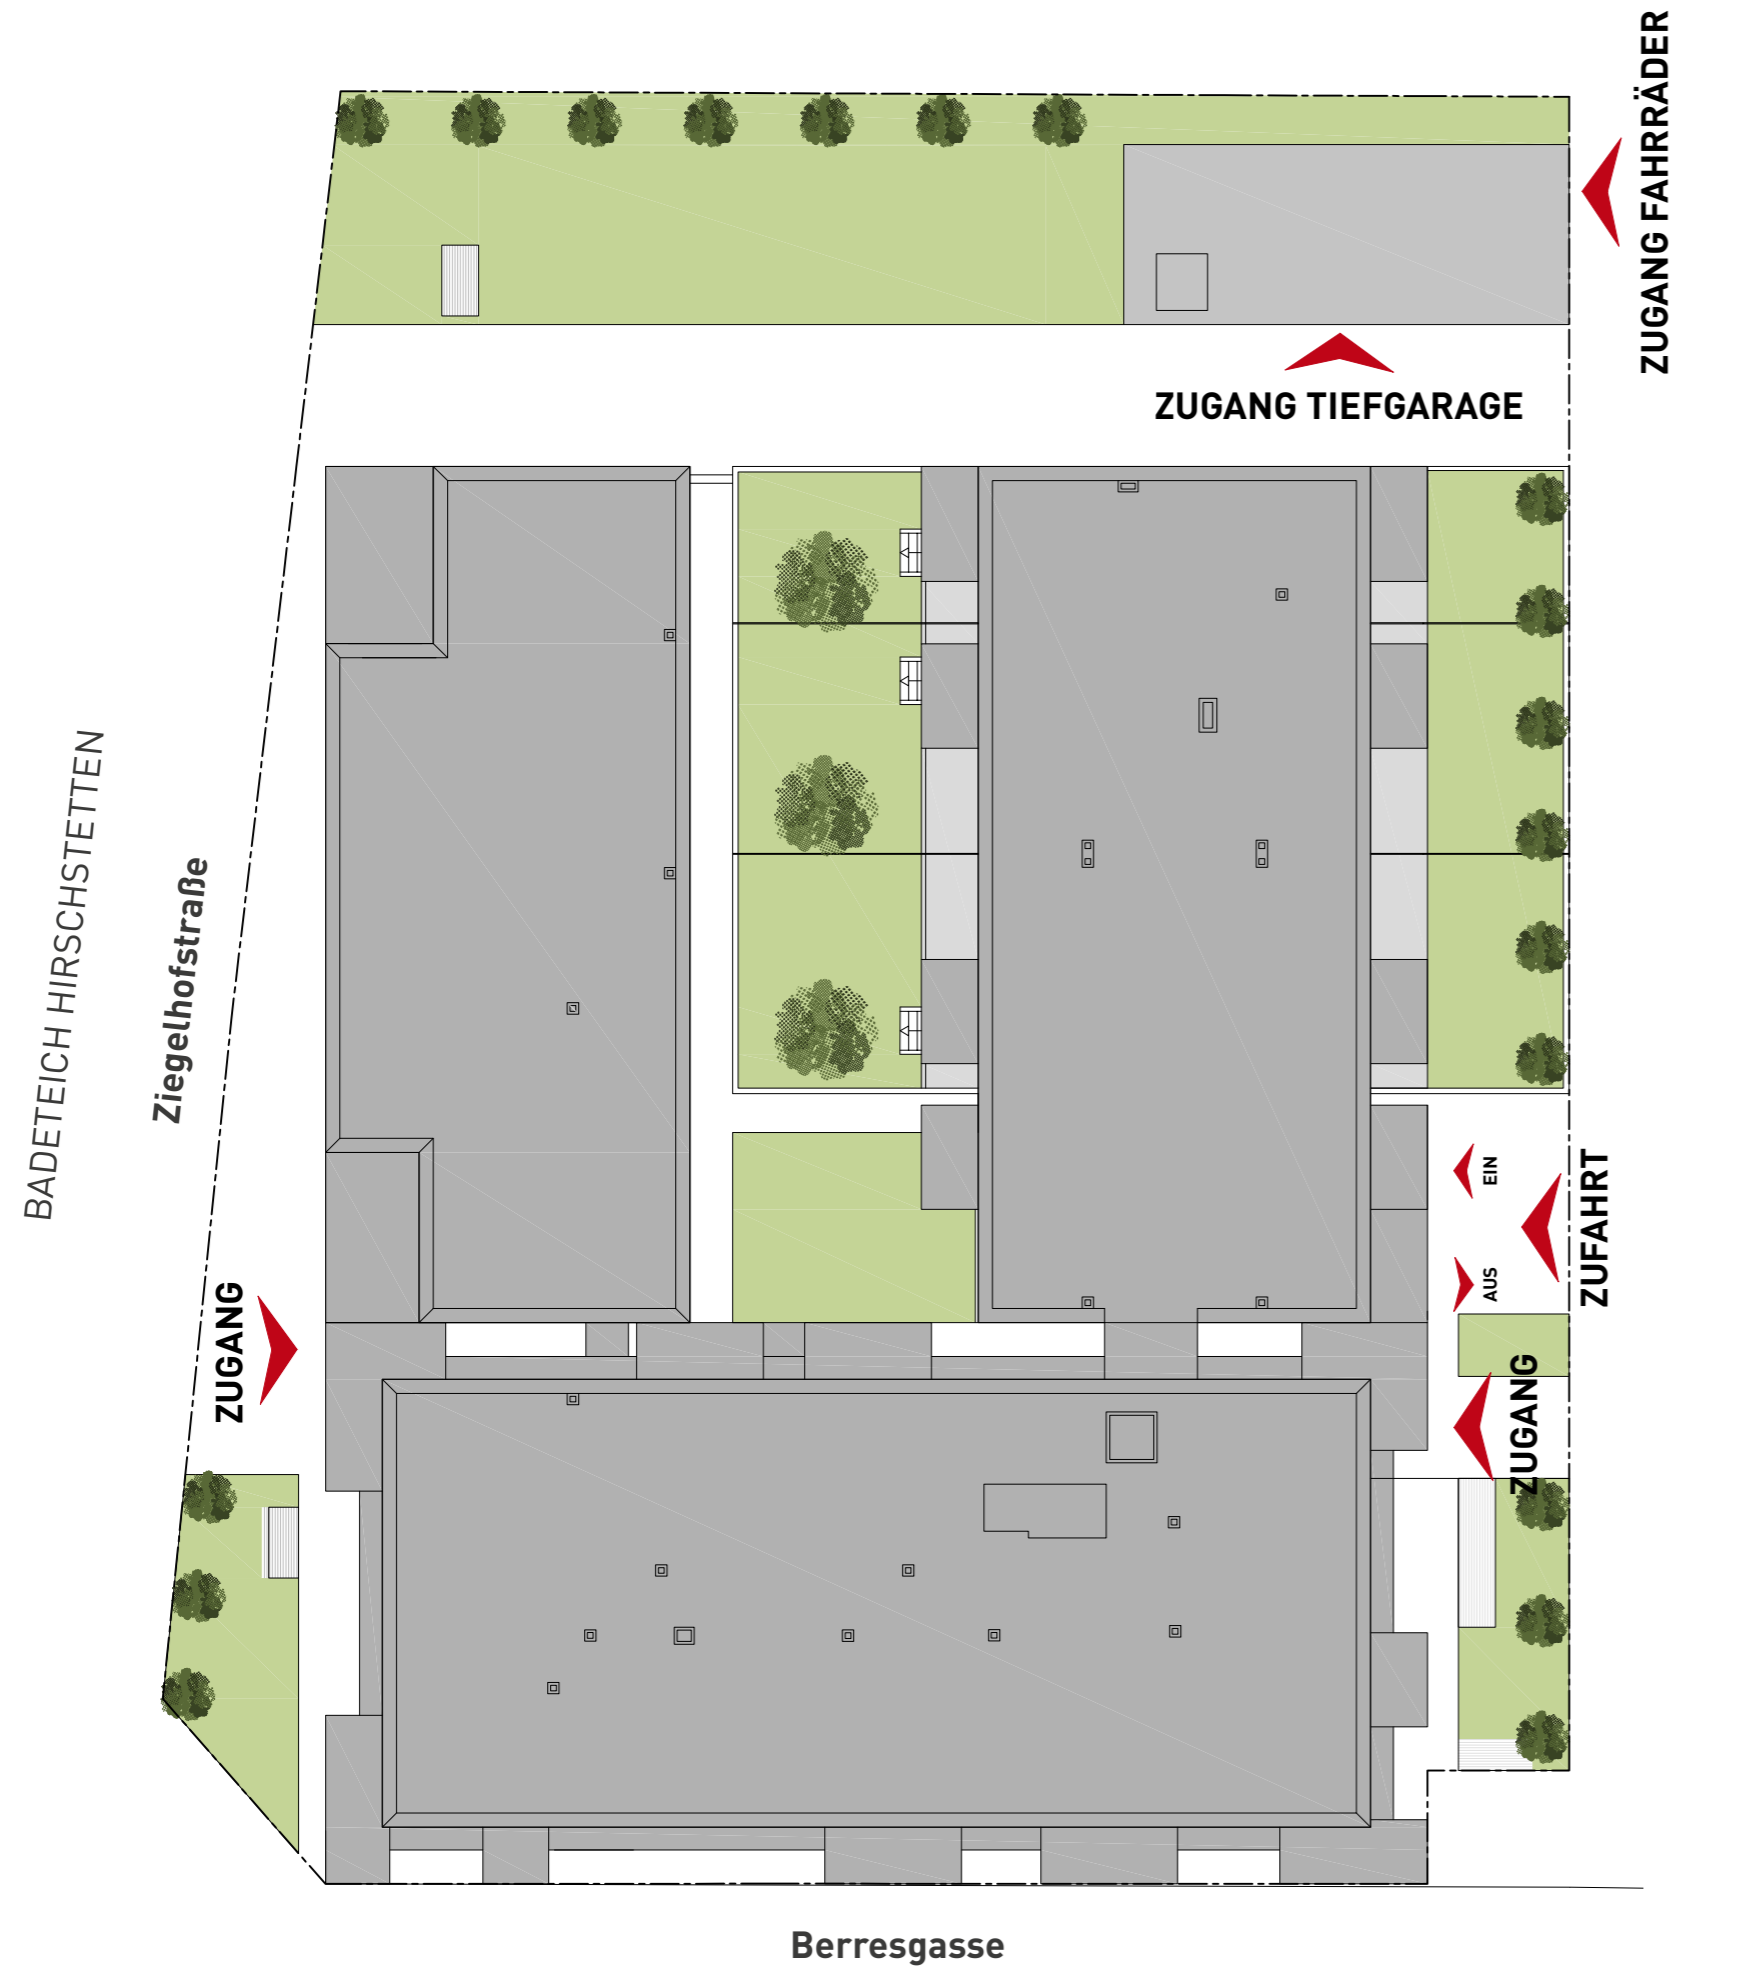 ZUGANG FAHRRÄDER
ZUGANG TIEFGARAGE
BADETEICH HIRSCHSTETTEN
Ziegelhofstraße
EIN
ZUFAHRT
AUS
ZUGANG
ZUGANG
Berresgasse